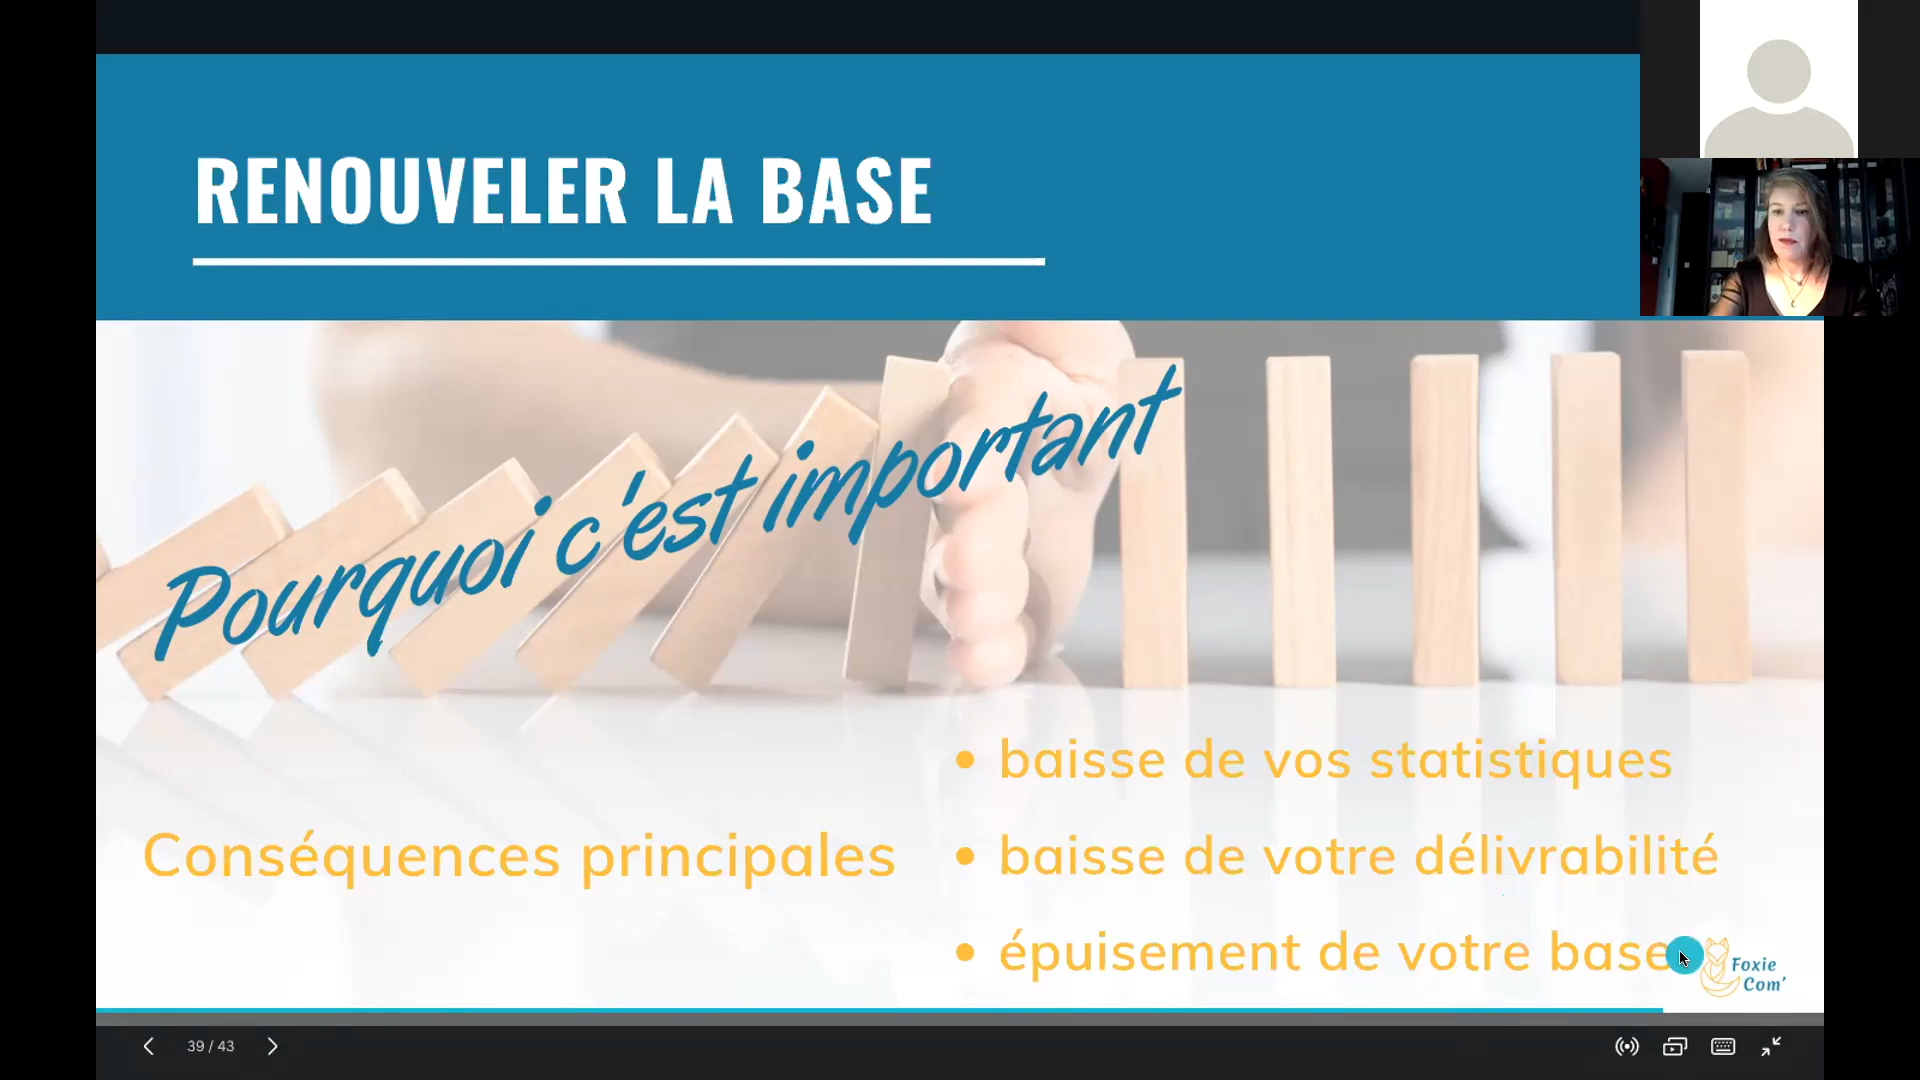 RENOUVELER LA BASE
Pourquoi c'est important
Conséquences principales
• baisse de vos statistiques
• baisse de votre délivrabilité
• épuisement de votre base
Foxie
Com'
39 / 43